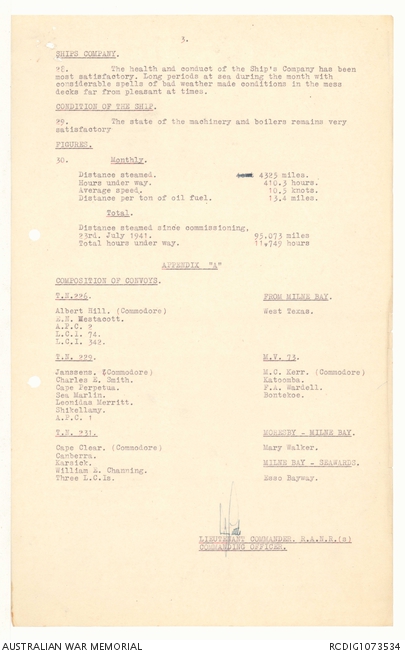 3.
SHIPS COMPANY.
28. The health and conduct of the Ship's Company has been
most satisfactory. Long periods at sea during the month with
considerable spells of bad weather made conditions in the mess
decks far from pleasant at times.
CONDITION OF THE SHIP.
29. The state of the machinery and boilers remains very
satisfactory
FIGURES.
30. Monthly.
Distance steamed. 4323 miles.
Hours under way. 410.3 hours.
Average speed. 10.5 knots.
Distance per ton of oil fuel. 13.4 miles.
Total.
Distance steamed since commissioning,
23rd. July 1941. 95,073 miles
Total hours under way. 11,749 hours
APPENDIX "A"
COMPOSITION OF CONVOYS.
T.N.226. FROM MILNE BAY.
Albert Hill. (Commodore) West Texas.
R.N. Westacott.
A.P.C. 2
L.C.I. 74.
L.C.I. 342.
T.N. 229. M.V. 73.
Janssens. (Commodore) M.C. Kerr. (Commodore)
Charles E. Smith. Katoomba.
Cape Perpetua. F.A. Wardell.
Sea Marlin. Bontekoe.
Leonidas Merritt.
Shikellamy.
A.P.C. 1
T.N. 231. MORESBY - MILNE BAY.
Cape Clear. (Commodore) Mary Walker.
Canberra. MILNE BAY - SEAWARDS.
Karsick.
William E. Channing. Esso Bayway.
Three L.C.Is.
LIEUTENANT COMMANDER. R.A.N.R.(s)
COMMANDING OFFICER.
AUSTRALIAN WAR MEMORIAL RCDIG1073534